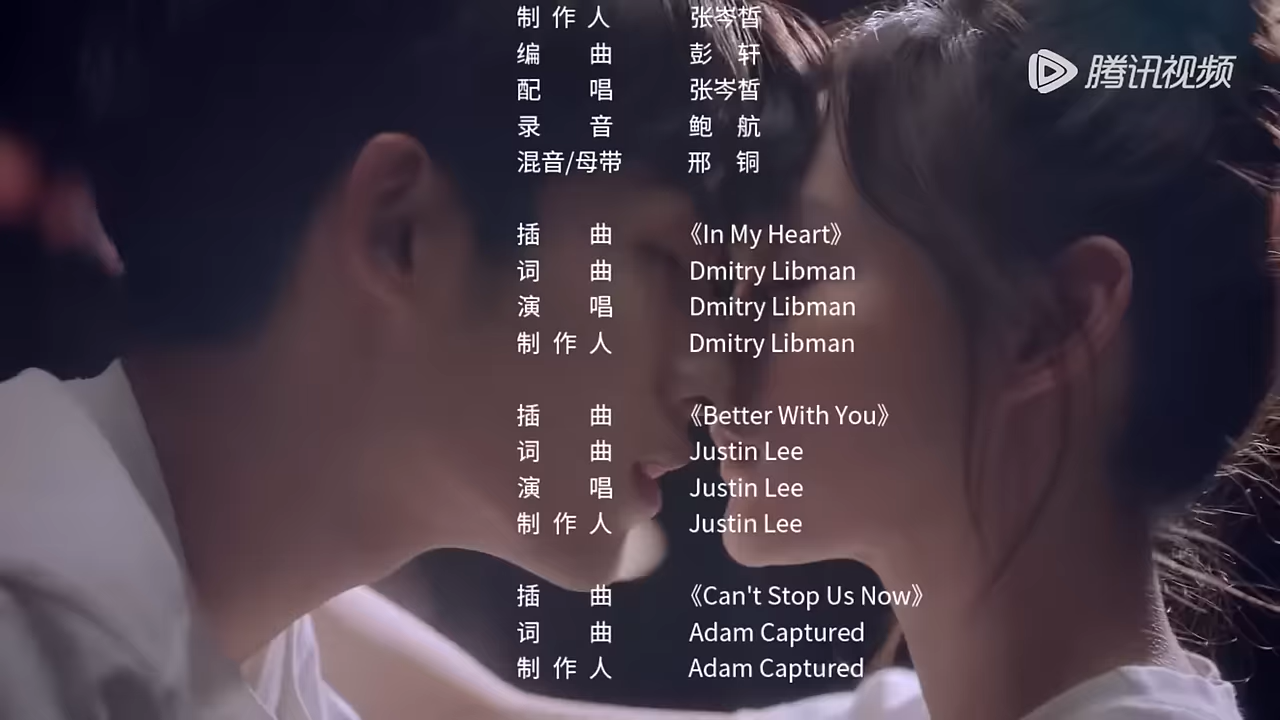 制作人 张岑皙
腾讯视频
编曲 彭轩
配唱 张岑皙
录音 鲍航
混音/母带 邢铜
插曲 《In My Heart》
词曲 Dmitry Libman
演唱 Dmitry Libman
制作人 Dmitry Libman
插曲 《Better With You》
词曲 Justin Lee
演唱 Justin Lee
制作人 Justin Lee
插曲 《Can't Stop Us Now》
词曲 Adam Captured
制作人 Adam Captured